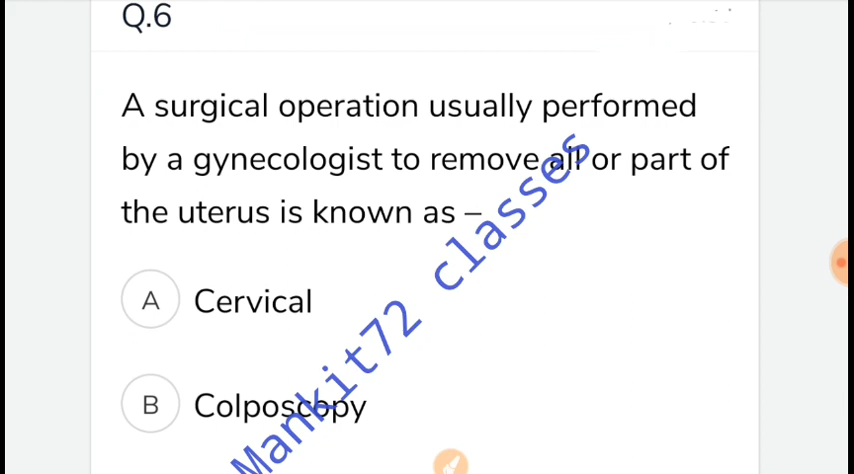 Q.6
A surgical operation usually performed
by a gynecologist to remove all or part of
the uterus is known as –
A Cervical
B Colposcopy
Mankit72 classes